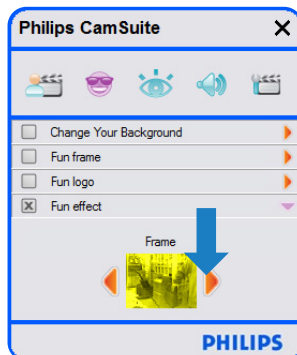 Philips CamSuite
Change Your Background
Fun frame
Fun logo
Fun effect
Frame
PHILIPS